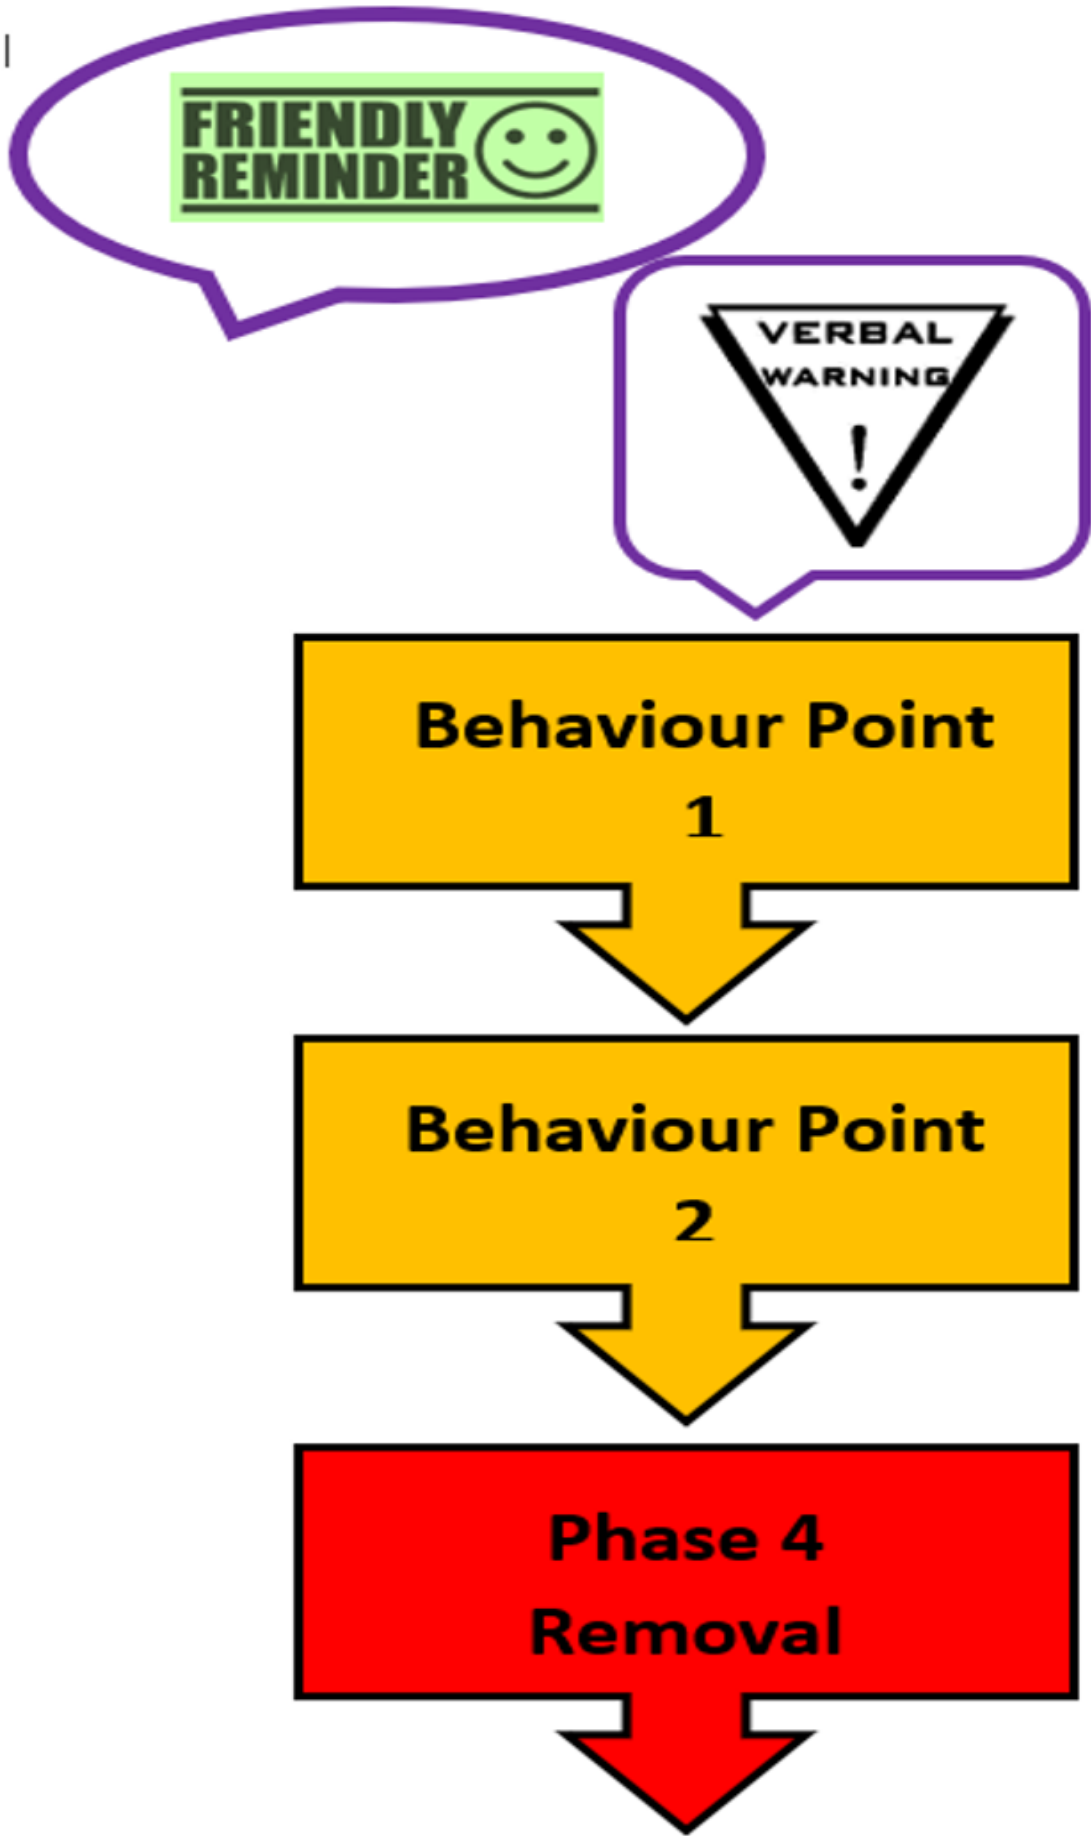 FRIENDLY
REMINDER
VERBAL
WARNING
!
Behaviour Point
1
Behaviour Point
2
Phase 4
Removal